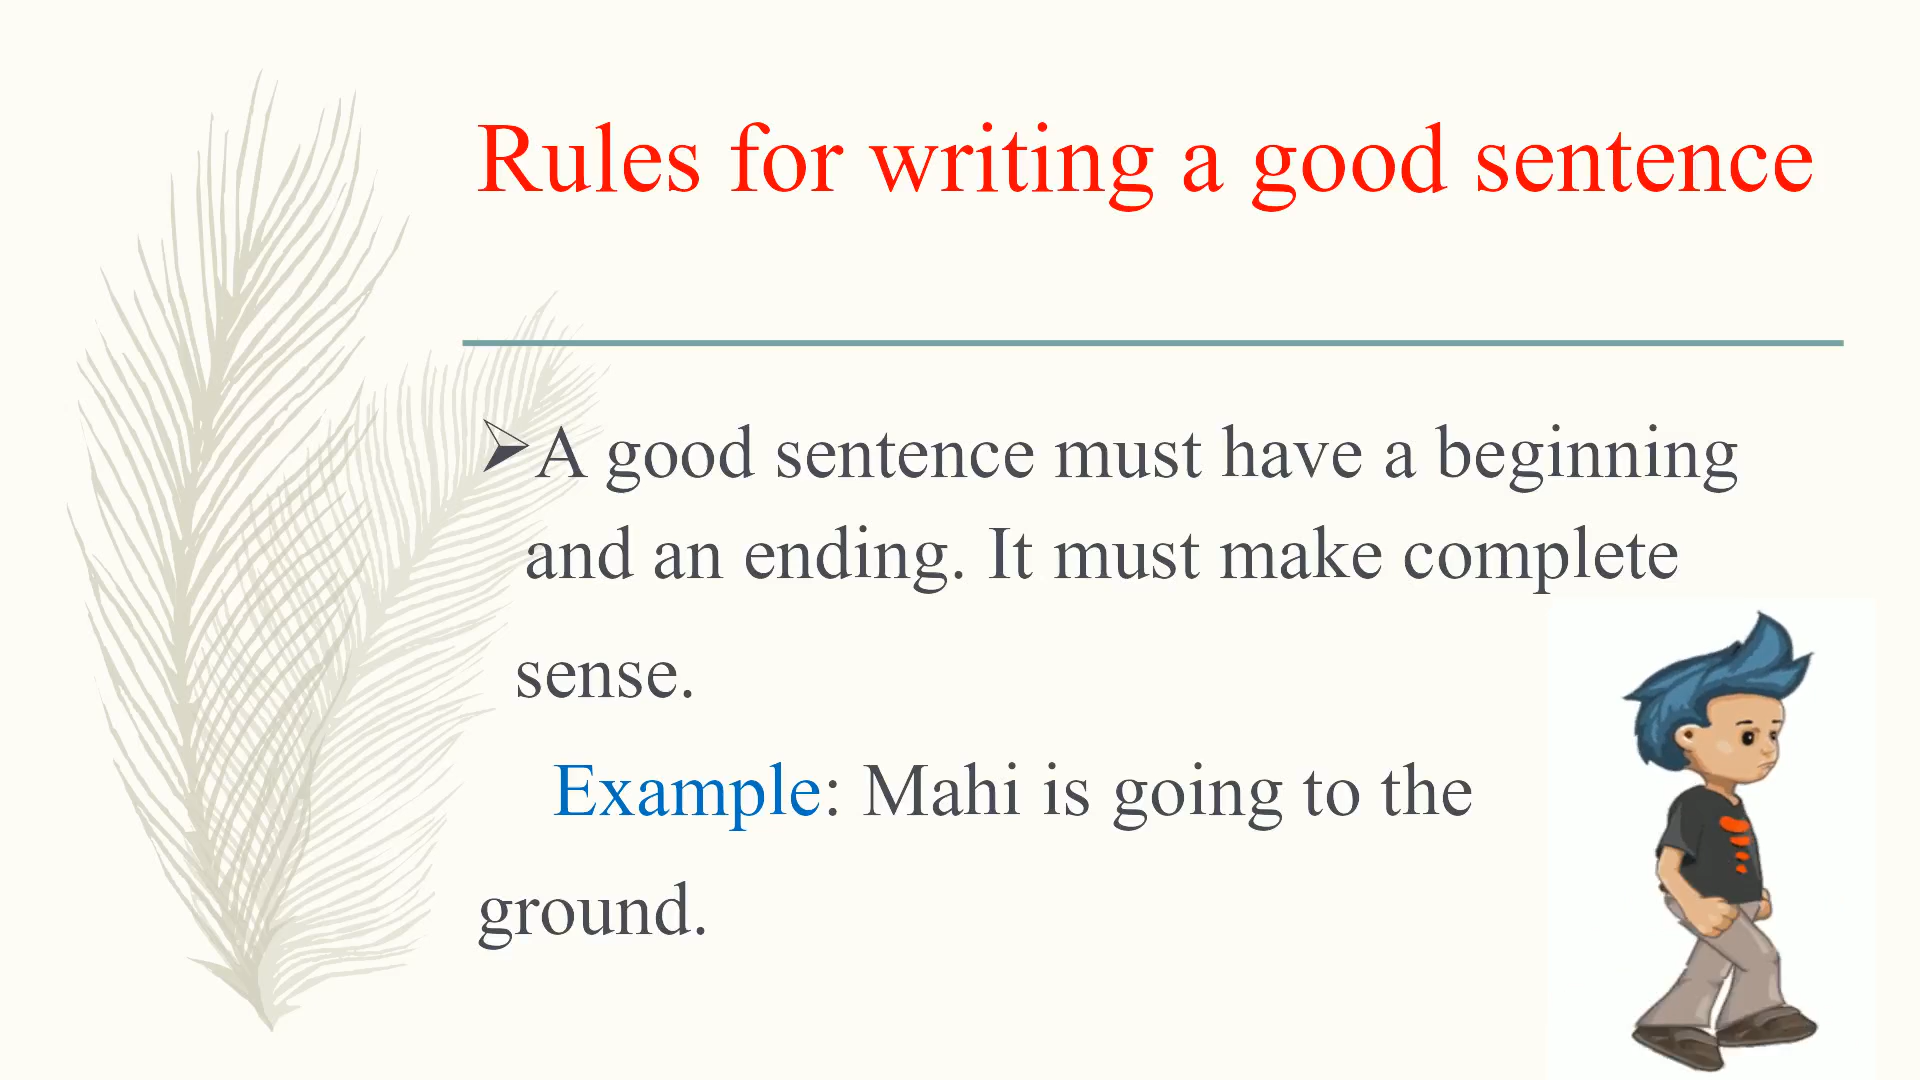 Rules for writing a good sentence
➤A good sentence must have a beginning
and an ending. It must make complete
sense.
Example: Mahi is going to the
ground.